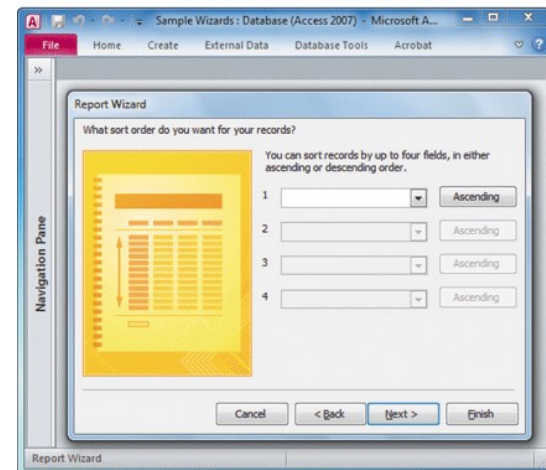 A Sample Wizards : Database (Access 2007) - Microsoft A...
File Home Create External Data Database Tools Acrobat
»
Navigation Pane
Report Wizard
What sort order do you want for your records?
You can sort records by up to four fields, in either
ascending or descending order.
1 Ascending
2 Ascending
3 Ascending
4 Ascending
Cancel < Back Next > Finish
Report Wizard